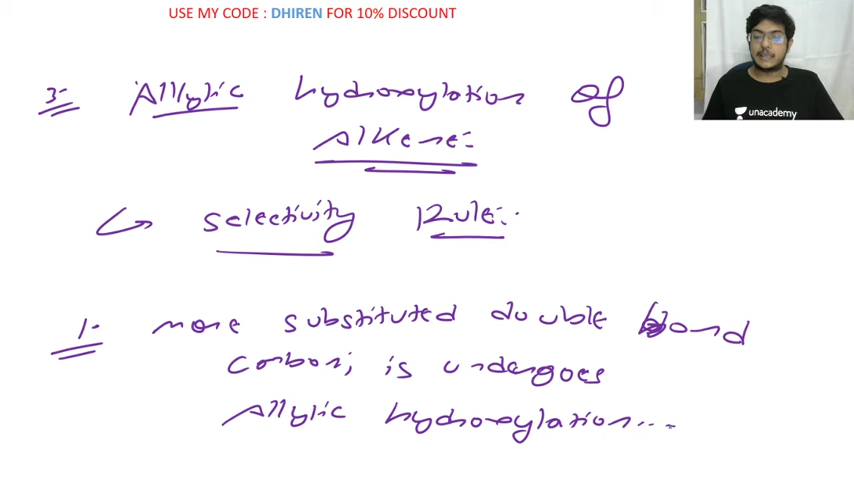 USE MY CODE : DHIREN FOR 10% DISCOUNT
unacademy
3- Allylic hydroxylation of
Alkene:
↳ selectivity Rule:-
1- more substituted double bond
carbon; is undergoes
Allylic hydroxylation....